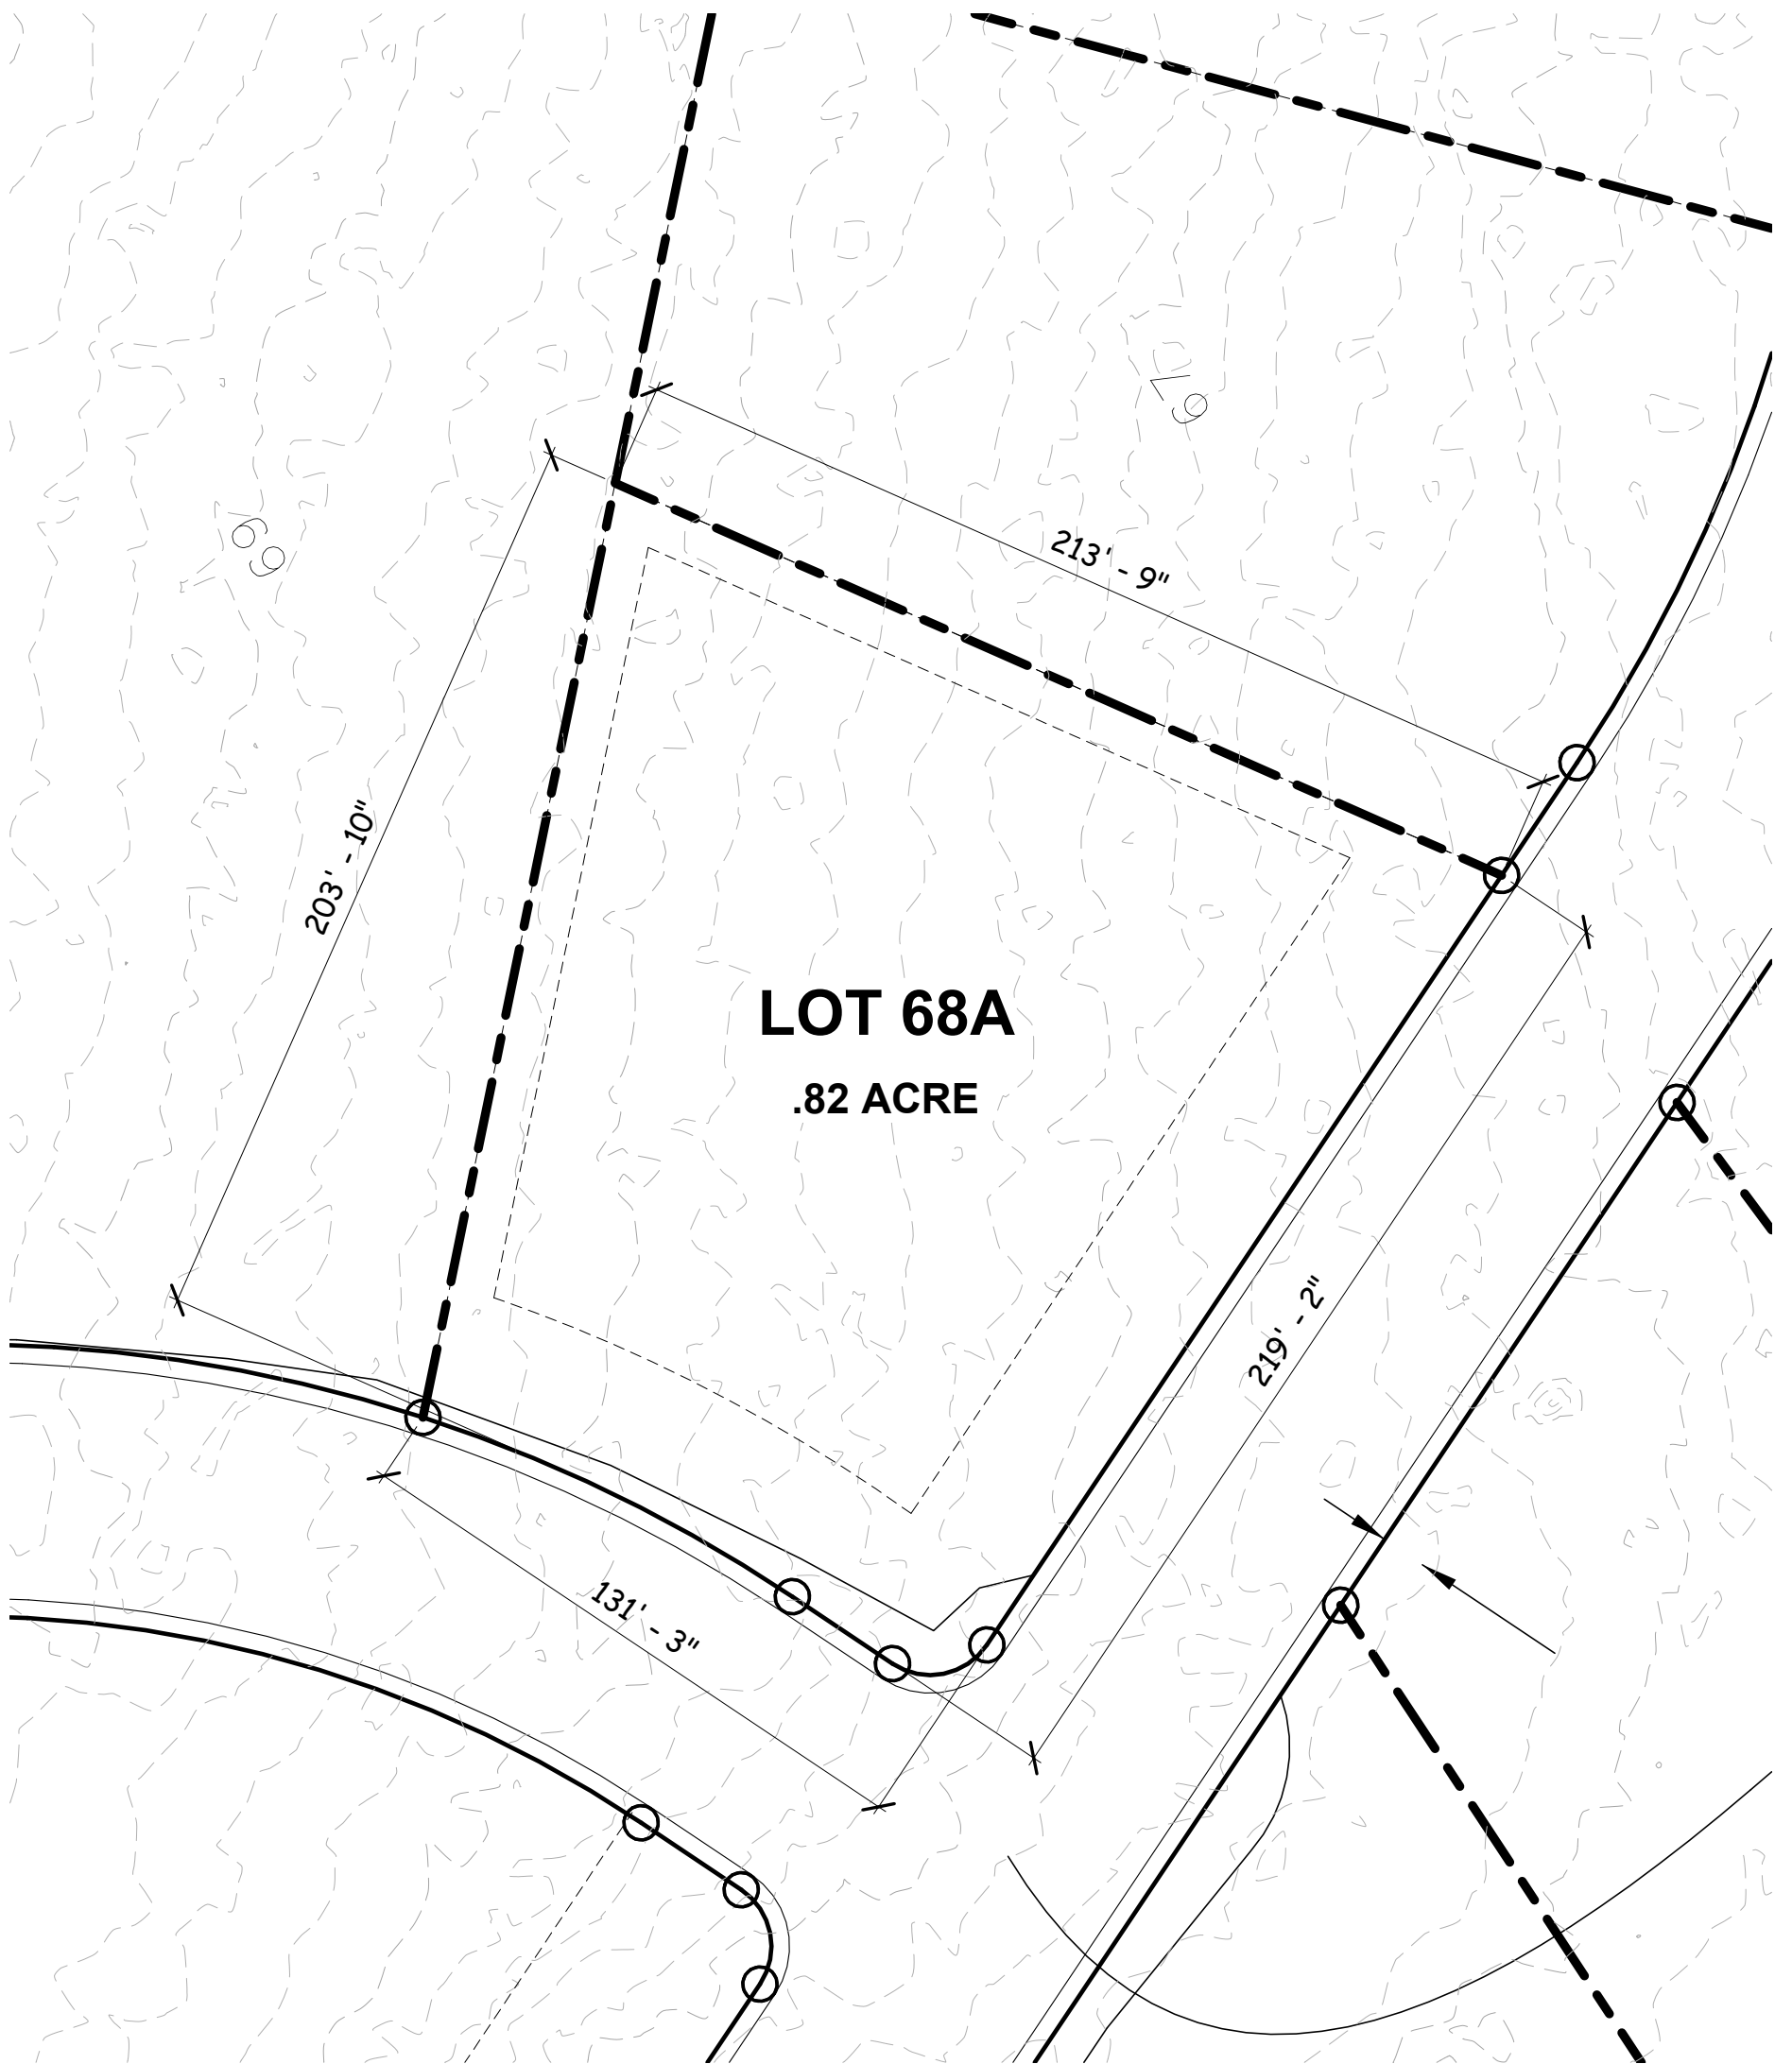 67
69
213' - 9"
203' - 10"
LOT 68A
.82 ACRE
219' - 2"
131' - 3"